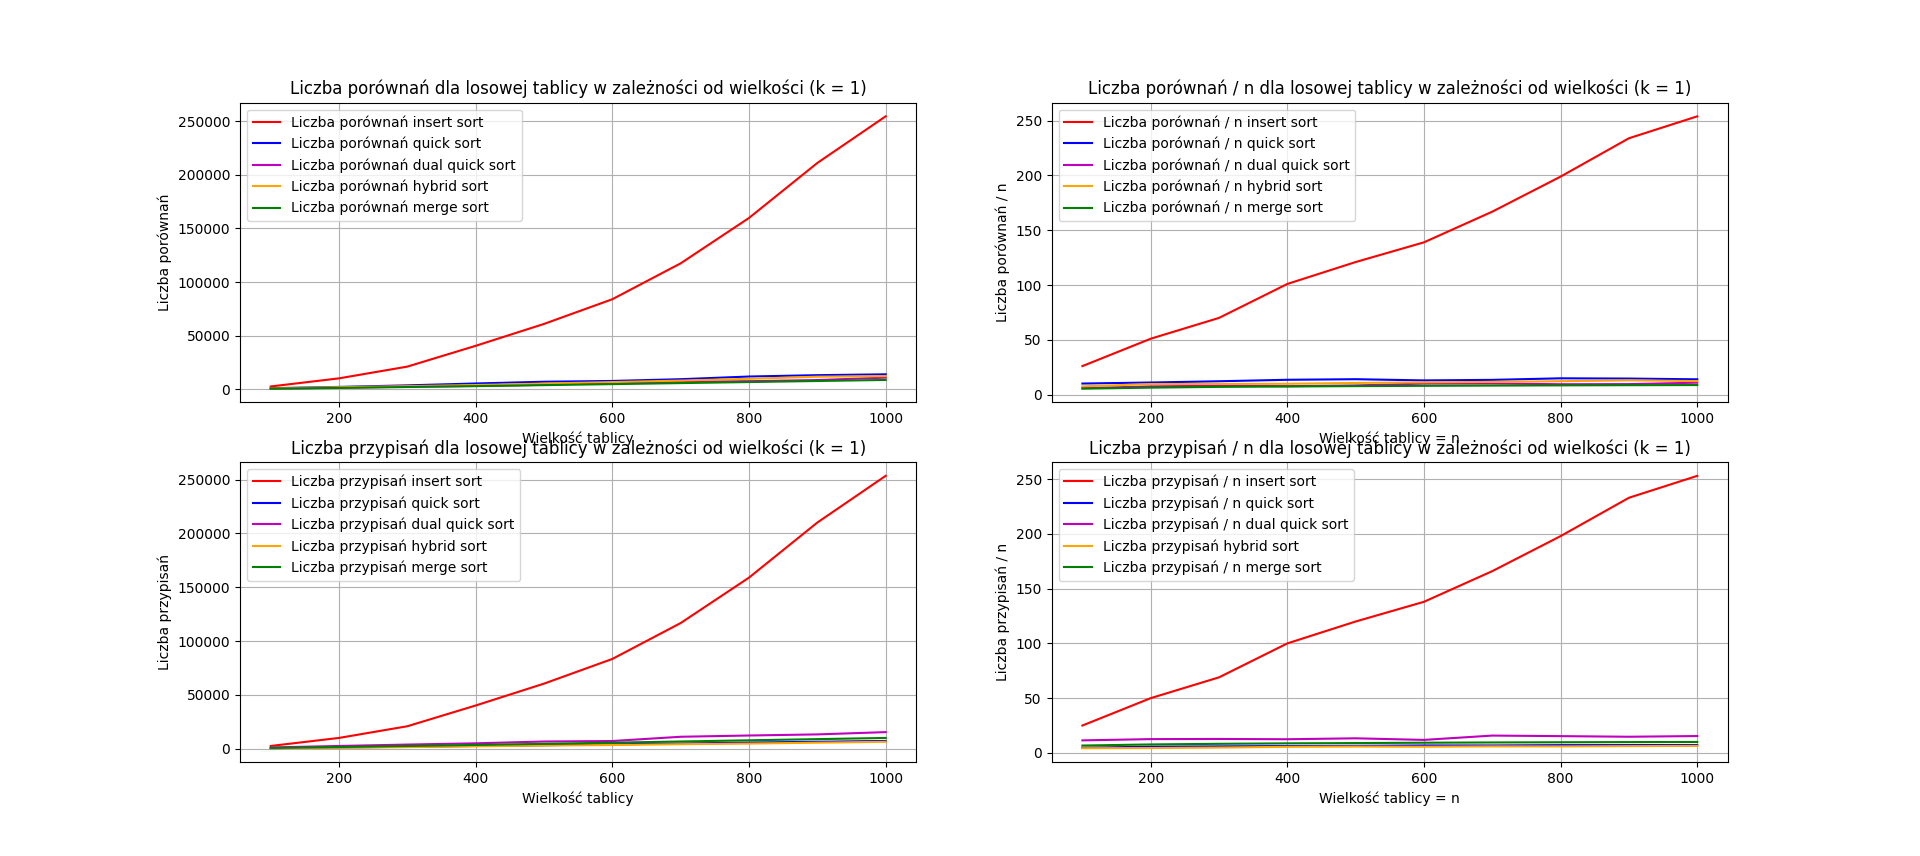 Liczba porównań dla losowej tablicy w zależności od wielkości (k = 1)
Liczba porównań
250000
200000
150000
100000
50000
0
Liczba porównań insert sort
Liczba porównań quick sort
Liczba porównań dual quick sort
Liczba porównań hybrid sort
Liczba porównań merge sort
200 400 600 800 1000
Wielkość tablicy
Liczba porównań / n dla losowej tablicy w zależności od wielkości (k = 1)
Liczba porównań / n
250
200
150
100
50
0
Liczba porównań / n insert sort
Liczba porównań / n quick sort
Liczba porównań / n dual quick sort
Liczba porównań / n hybrid sort
Liczba porównań / n merge sort
200 400 600 800 1000
Wielkość tablicy = n
Liczba przypisań dla losowej tablicy w zależności od wielkości (k = 1)
Liczba przypisań
250000
200000
150000
100000
50000
0
Liczba przypisań insert sort
Liczba przypisań quick sort
Liczba przypisań dual quick sort
Liczba przypisań hybrid sort
Liczba przypisań merge sort
200 400 600 800 1000
Wielkość tablicy
Liczba przypisań / n dla losowej tablicy w zależności od wielkości (k = 1)
Liczba przypisań / n
250
200
150
100
50
0
Liczba przypisań / n insert sort
Liczba przypisań / n quick sort
Liczba przypisań / n dual quick sort
Liczba przypisań hybrid sort
Liczba przypisań / n merge sort
200 400 600 800 1000
Wielkość tablicy = n